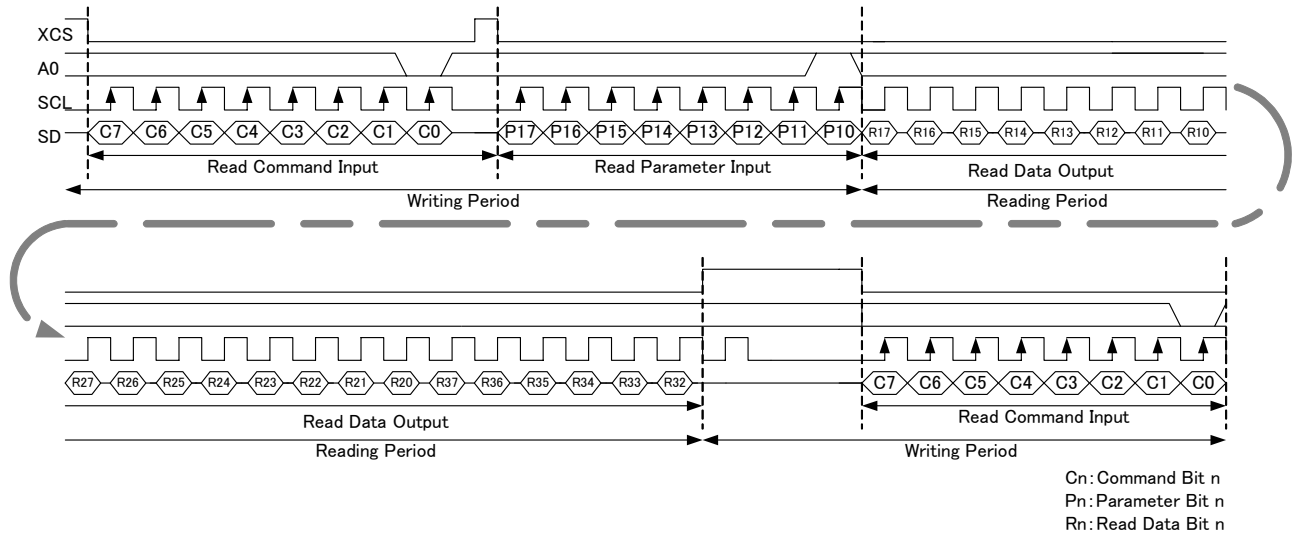 XCS
A0
SCL
SD C7 C6 C5 C4 C3 C2 C1 C0 P17 P16 P15 P14 P13 P12 P11 P10 R17 R16 R15 R14 R13 R12 R11 R10
Read Command Input Read Parameter Input Read Data Output
Writing Period Reading Period
R27 R26 R25 R24 R23 R22 R21 R20 R37 R36 R35 R34 R33 R32 C7 C6 C5 C4 C3 C2 C1 C0
Read Data Output Read Command Input
Reading Period Writing Period
Cn:Command Bit n
Pn:Parameter Bit n
Rn:Read Data Bit n